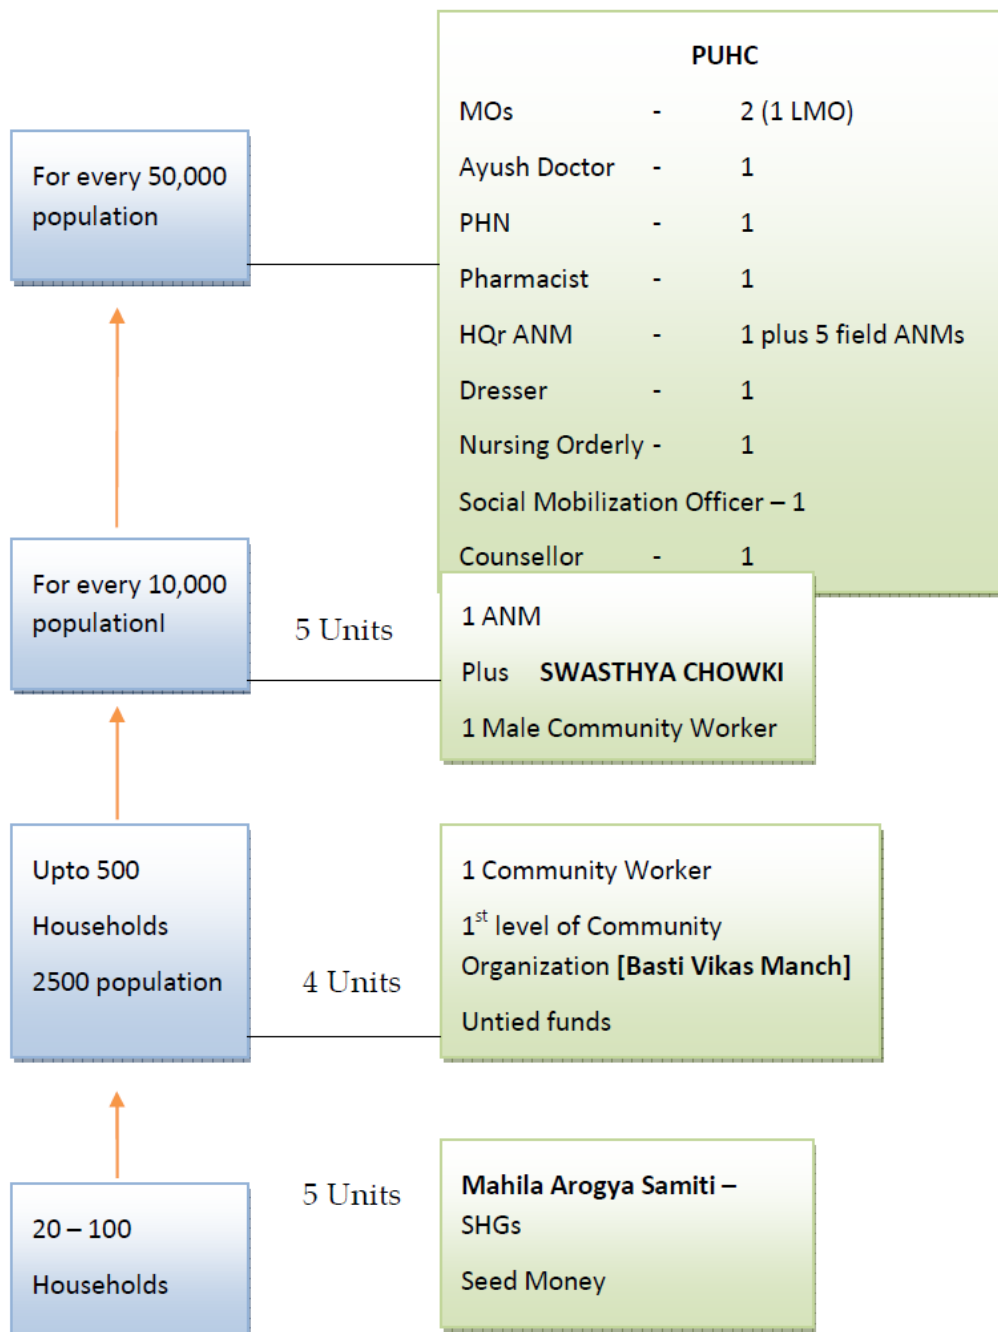 PUHC
MOs - 2 (1 LMO)
For every 50,000
population
Ayush Doctor - 1
PHN - 1
Pharmacist - 1
HQr ANM - 1 plus 5 field ANMs
Dresser - 1
Nursing Orderly - 1
Social Mobilization Officer – 1
Counsellor - 1
For every 10,000
populationl
5 Units
1 ANM
Plus SWASTHYA CHOWKI
1 Male Community Worker
Upto 500
Households
2500 population
4 Units
1st level of Community
Organization [Basti Vikas Manch]
1 Community Worker
Untied funds
20 – 100
Households
5 Units
Mahila Arogya Samiti –
SHGs
Seed Money